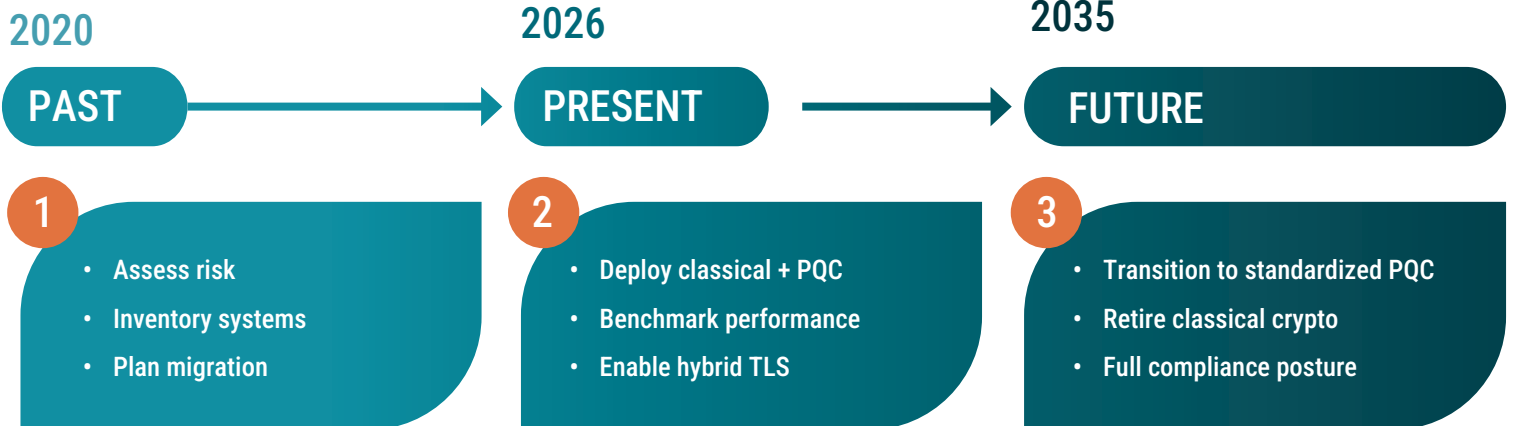 2020
2026
2035
PAST
PRESENT
FUTURE
1
• Assess risk
• Inventory systems
• Plan migration
2
• Deploy classical + PQC
• Benchmark performance
• Enable hybrid TLS
3
• Transition to standardized PQC
• Retire classical crypto
• Full compliance posture